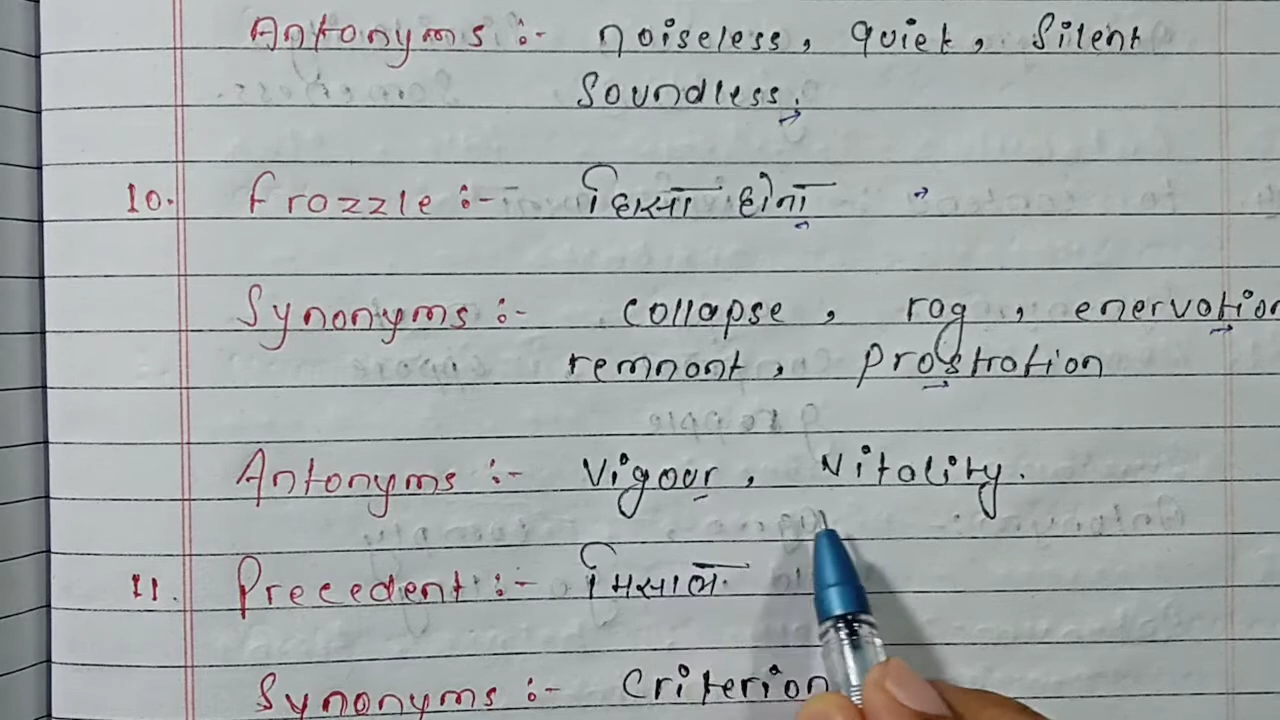 Antonyms :- noiseless, quiet, Silent
Soundless.
10. frazzle :- घिसा होना
Synonyms :- collapse, rag, enervation
remnant, Prostration
Antonyms :- Vigour, Vitality.
11. Precedent :- मिसाल
Synonyms :- Criterion